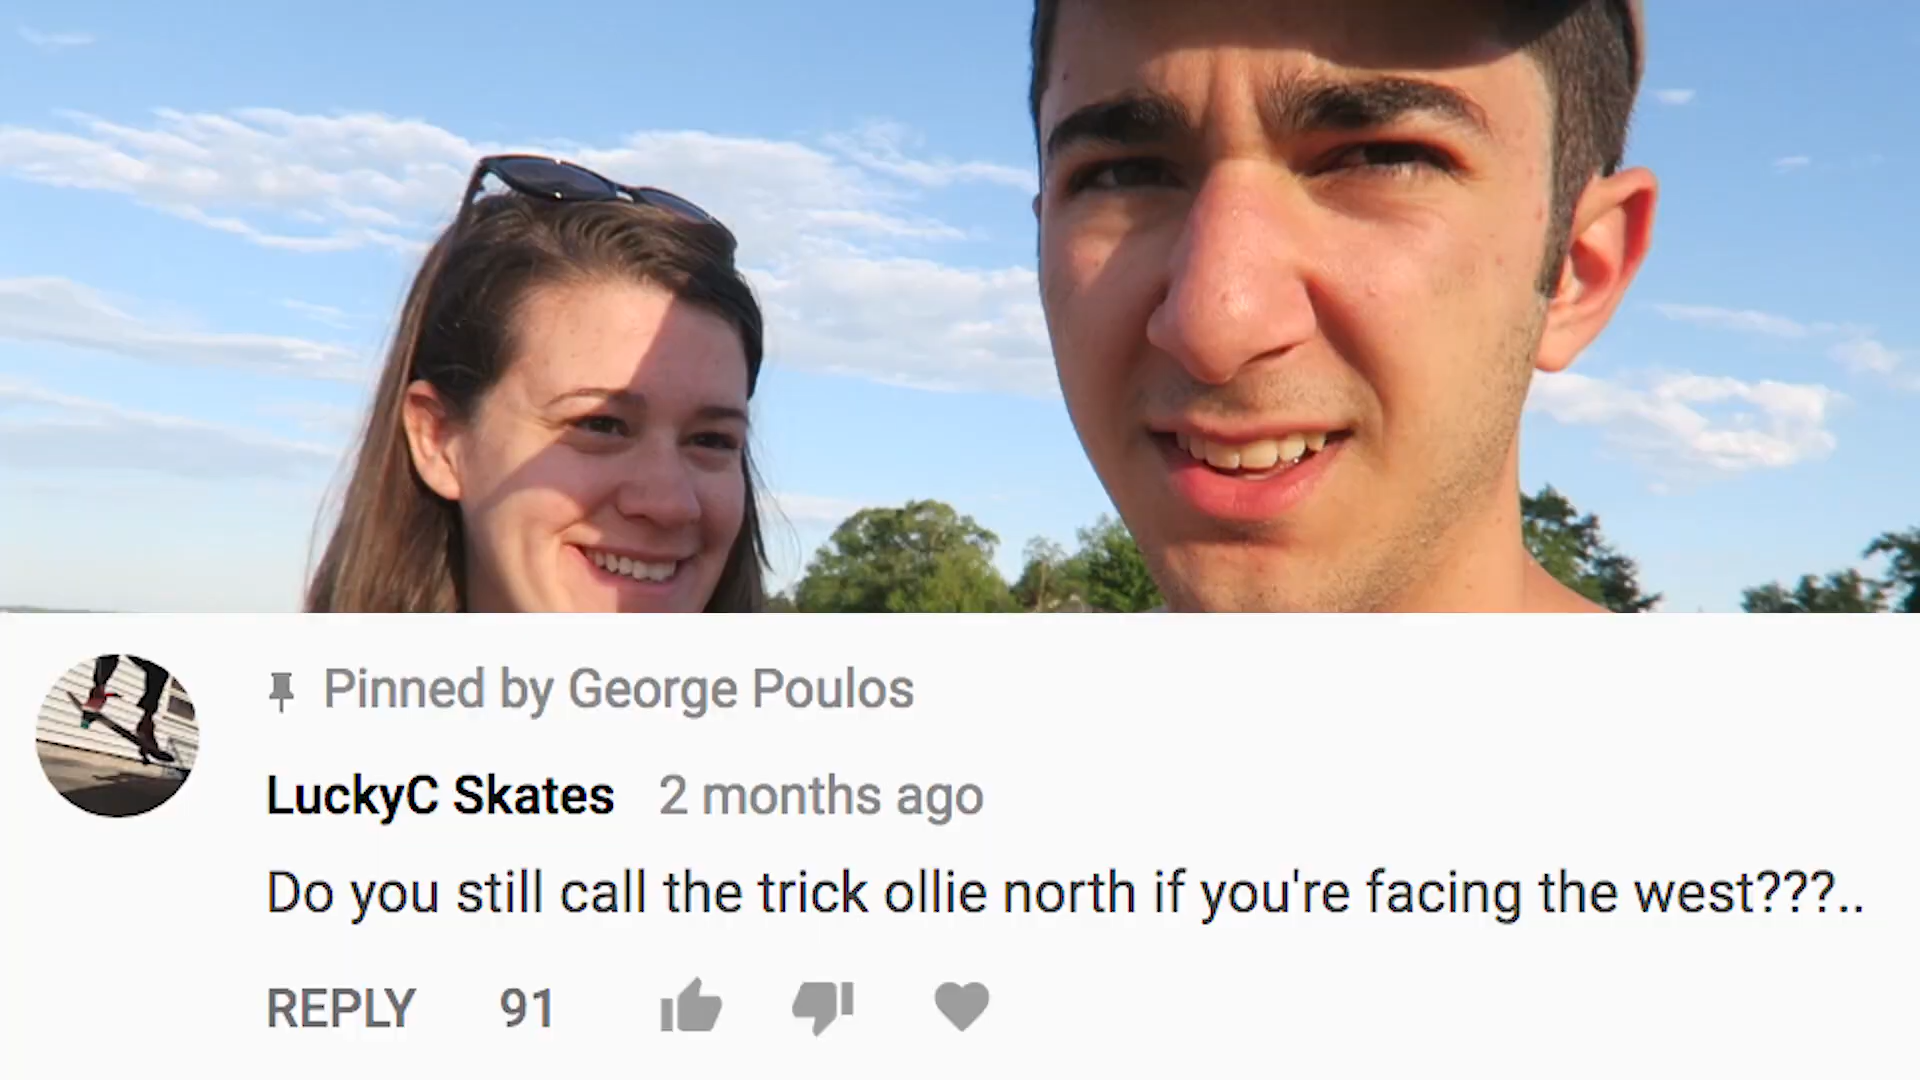 Pinned by George Poulos
LuckyC Skates 2 months ago
Do you still call the trick ollie north if you're facing the west???..
REPLY 91